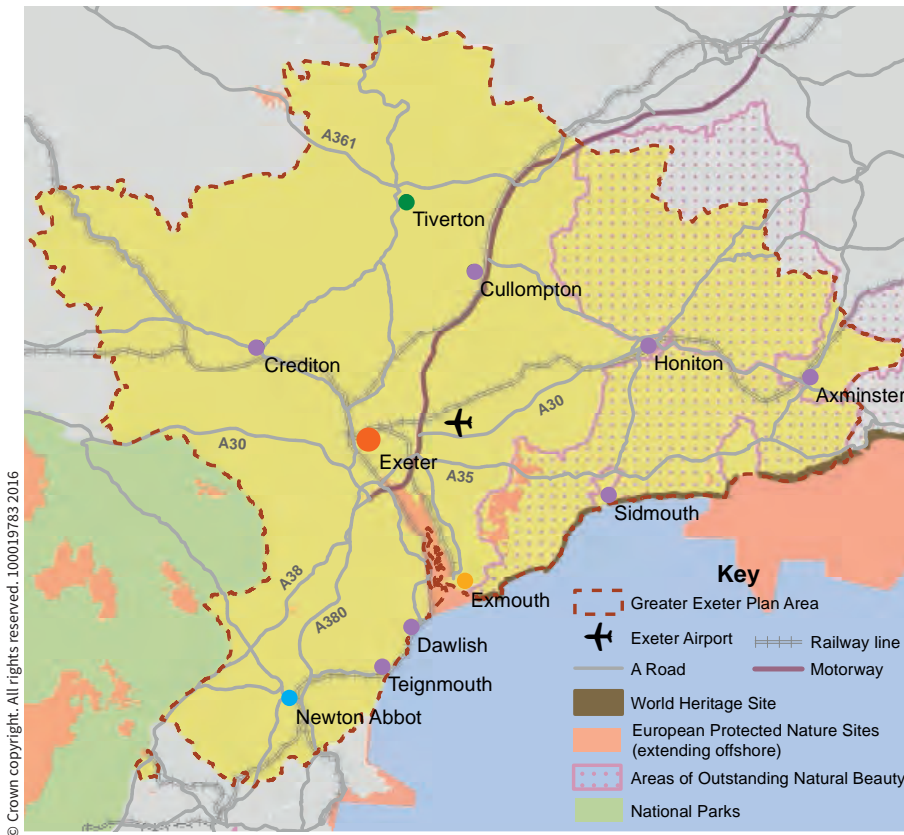 A361
Tiverton
Cullompton
Crediton
Honiton
Axminster
A30
A30
Exeter
A35
Sidmouth
A38
Exmouth
A380
Dawlish
Teignmouth
Newton Abbot
Key
Greater Exeter Plan Area
Exeter Airport
Railway line
A Road
Motorway
World Heritage Site
European Protected Nature Sites
(extending offshore)
Areas of Outstanding Natural Beauty
National Parks
© Crown copyright. All rights reserved. 100019783 2016